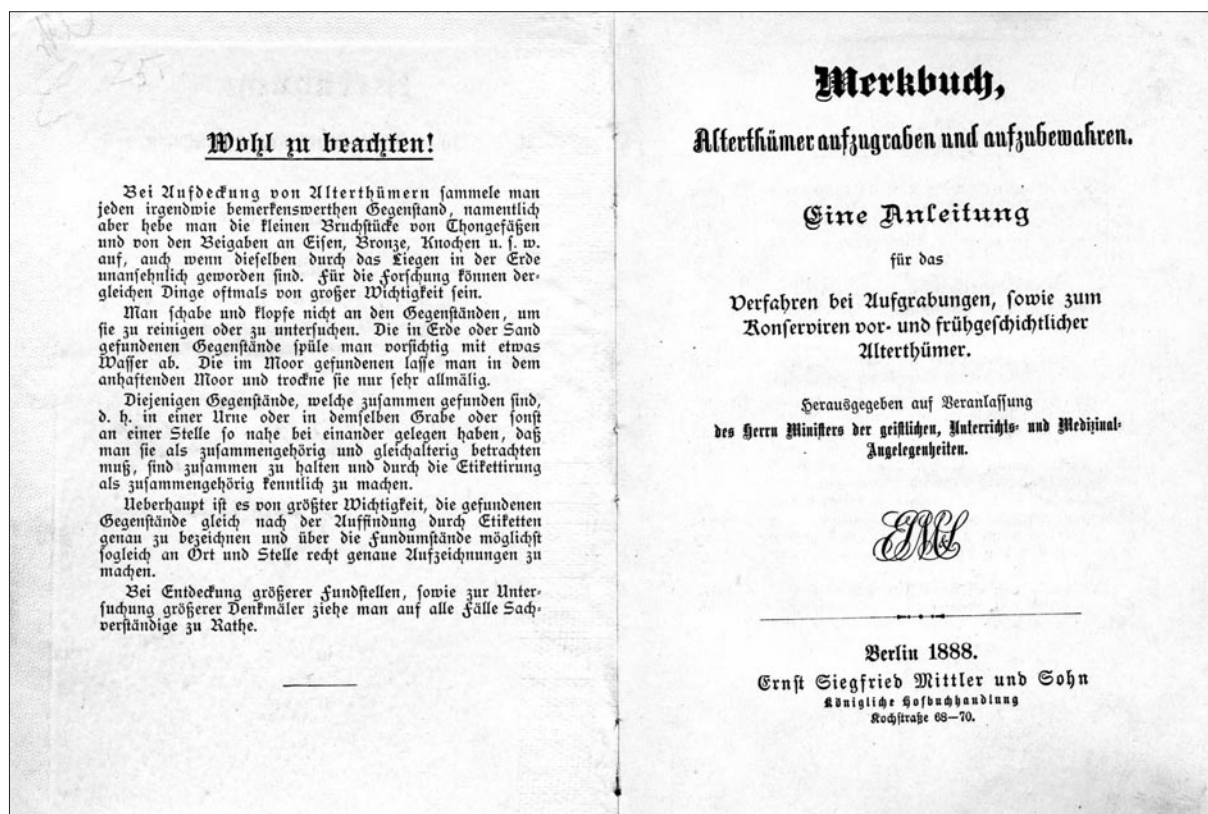 Wohl zu beachten!
Bei Aufdeckung von Alterthümern sammele man
jeden irgendwie bemerkenswerthen Gegenstand, namentlich
aber hebe man die kleinen Bruchstücke von Thongefäßen
und von den Beigaben an Eisen, Bronze, Knochen u. s. w.
auf, auch wenn dieselben durch das Liegen in der Erde
unansehnlich geworden sind. Für die Forschung können der-
gleichen Dinge oftmals von großer Wichtigkeit sein.
Man schabe und klopfe nicht an den Gegenständen, um
sie zu reinigen oder zu untersuchen. Die in Erde oder Sand
gefundenen Gegenstände spüle man vorsichtig mit etwas
Wasser ab. Die im Moor gefundenen lasse man in dem
anhaftenden Moor und trockne sie nur sehr allmälig.
Diejenigen Gegenstände, welche zusammen gefunden sind,
d. h. in einer Urne oder in demselben Grabe oder sonst
an einer Stelle so nahe bei einander gelegen haben, daß
man sie als zusammengehörig und gleichalterig betrachten
muß, sind zusammen zu halten und durch die Etikettirung
als zusammengehörig kenntlich zu machen.
Ueberhaupt ist es von größter Wichtigkeit, die gefundenen
Gegenstände gleich nach der Auffindung durch Etiketten
genau zu bezeichnen und über die Fundumstände möglichst
sogleich an Ort und Stelle recht genaue Aufzeichnungen zu
machen.
Bei Entdeckung größerer Fundstellen, sowie zur Unter-
suchung größerer Denkmäler ziehe man auf alle Fälle Sach-
verständige zu Rathe.
Merkbuch,
Alterthümer aufzugraben und aufzubewahren.
Eine Anleitung
für das
Verfahren bei Aufgrabungen, sowie zum
Konserviren vor- und frühgeschichtlicher
Alterthümer.
Herausgegeben auf Veranlassung
des Herrn Ministers der geistlichen, Unterrichts- und Medizinal-
Angelegenheiten.
Berlin 1888.
Ernst Siegfried Mittler und Sohn
Königliche Hofbuchhandlung
Kochstraße 68—70.